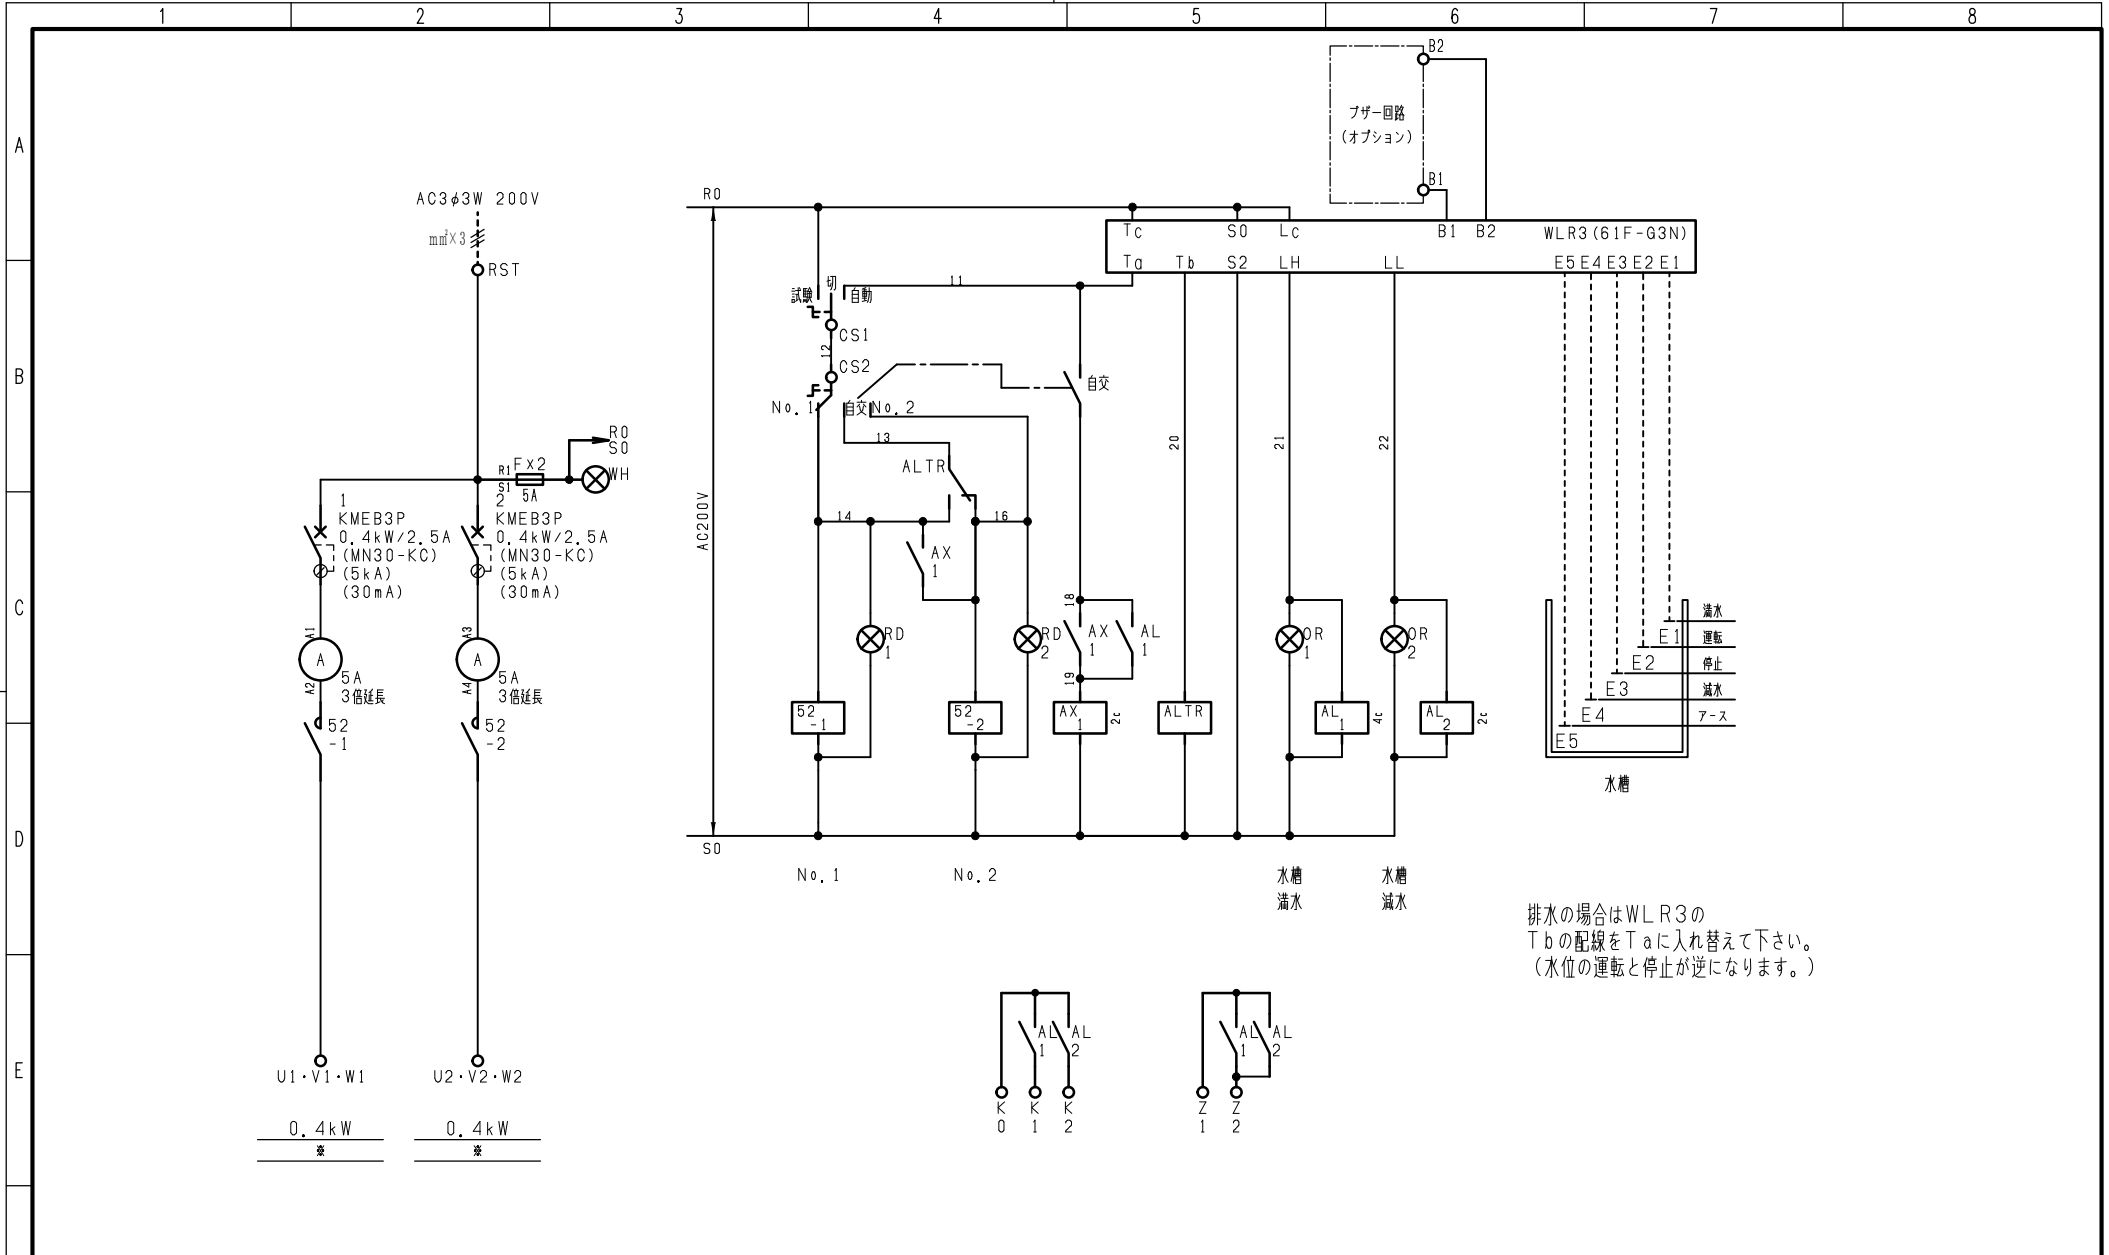 1 2 3 4 5 6 7 8
A
B
C
D
E
AC3φ3W 200V
mm²×3
RST
R0
S0
R1
S1
F×2
5A
WH
1
KMEB3P
0.4kW/2.5A
(MN30-KC)
(5kA)
(30mA)
2
KMEB3P
0.4kW/2.5A
(MN30-KC)
(5kA)
(30mA)
A1
A
A2
5A
3倍延長
A3
A
A4
5A
3倍延長
52
-1
52
-2
U1・V1・W1
U2・V2・W2
0.4kW
※
0.4kW
※
R0
AC200V
S0
試験
切
自動
CS1
12
CS2
No.1
自交
No.2
11
13
ALTR
14
16
AX
1
RD
1
RD
2
自交
18
AX
1
AL
1
19
20
21
22
OR
1
OR
2
52
-1
52
-2
AX
1
2c
ALTR
AL
1
4c
AL
2
2c
No.1
No.2
水槽
満水
水槽
減水
ブザー回路
(オプション)
B2
B1
Tc S0 Lc B1 B2 WLR3(61F-G3N)
Ta Tb S2 LH LL E5 E4 E3 E2 E1
満水
E1 運転
E2 停止
E3 減水
E4 アース
E5
水槽
排水の場合はWLR3の
Tbの配線をTaに入れ替えて下さい。
(水位の運転と停止が逆になります。)
AL
1
AL
2
K
0
K
1
K
2
AL
1
AL
2
Z
1
Z
2